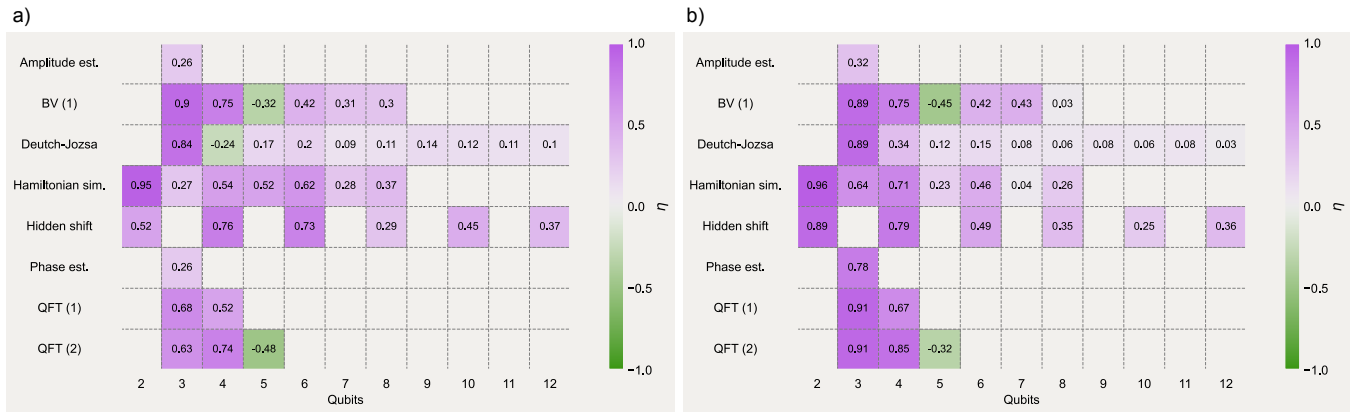 a)
Amplitude est. 0.26
BV (1) 0.9 0.75 -0.32 0.42 0.31 0.3
Deutch-Jozsa 0.84 -0.24 0.17 0.2 0.09 0.11 0.14 0.12 0.11 0.1
Hamiltonian sim. 0.95 0.27 0.54 0.52 0.62 0.28 0.37
Hidden shift 0.52 0.76 0.73 0.29 0.45 0.37
Phase est. 0.26
QFT (1) 0.68 0.52
QFT (2) 0.63 0.74 -0.48
2 3 4 5 6 7 8 9 10 11 12
Qubits
1.0
0.5
0.0
−0.5
−1.0
η
b)
Amplitude est. 0.32
BV (1) 0.89 0.75 -0.45 0.42 0.43 0.03
Deutch-Jozsa 0.89 0.34 0.12 0.15 0.08 0.06 0.08 0.06 0.08 0.03
Hamiltonian sim. 0.96 0.64 0.71 0.23 0.46 0.04 0.26
Hidden shift 0.89 0.79 0.49 0.35 0.25 0.36
Phase est. 0.78
QFT (1) 0.91 0.67
QFT (2) 0.91 0.85 -0.32
2 3 4 5 6 7 8 9 10 11 12
Qubits
1.0
0.5
0.0
−0.5
−1.0
η